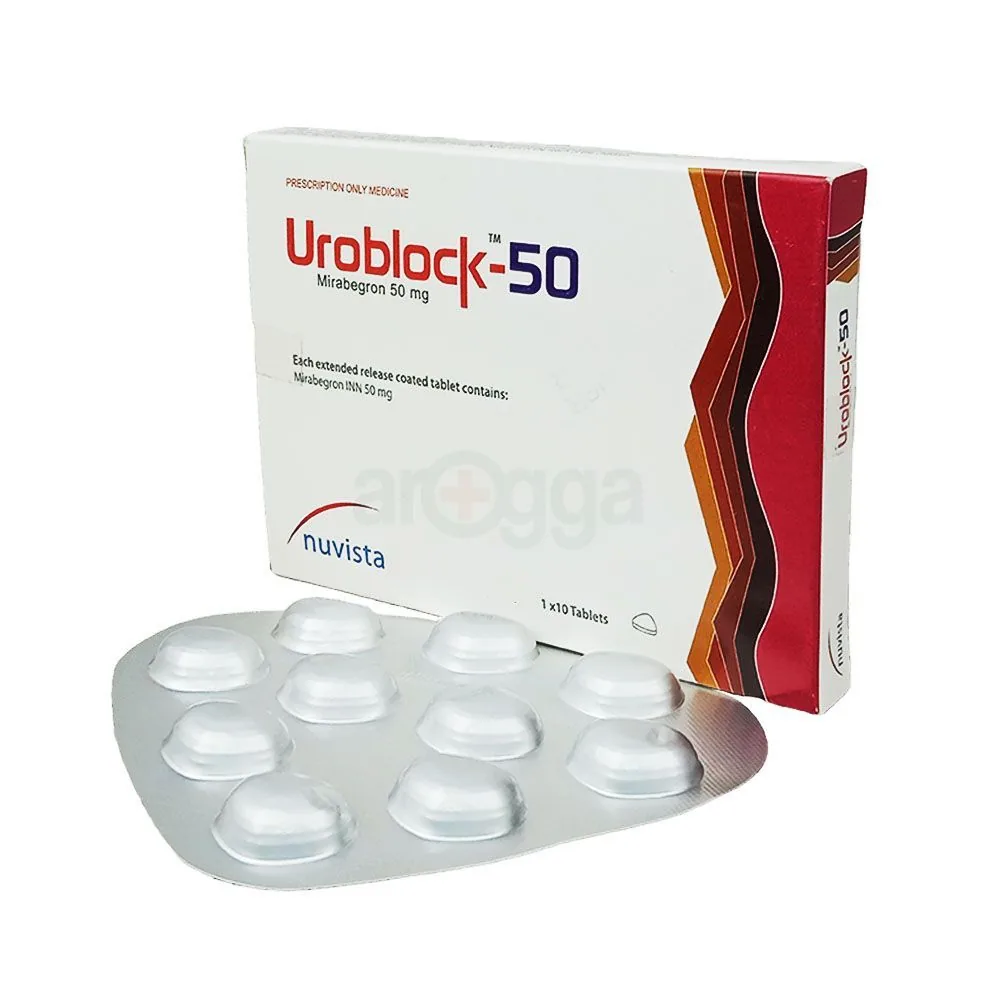 PRESCRIPTION ONLY MEDICINE
Uroblock™-50
Mirabegron 50 mg
Each extended release coated tablet contains:
Mirabegron INN 50 mg
arogga
nuvista
1 x10 Tablets
Uroblock™-50
nuvista